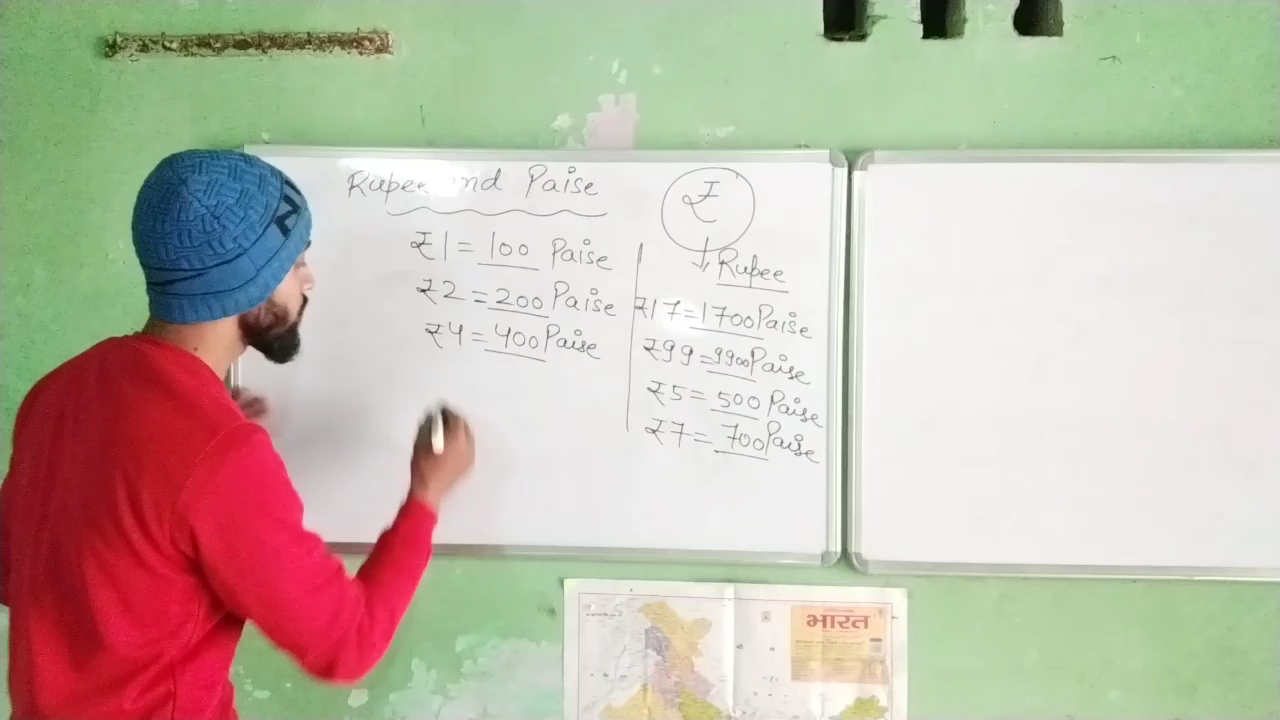 Rupee and Paise
₹1 = 100 Paise
₹2 = 200 Paise
₹4 = 400 Paise
₹
Rupee
₹17 = 1700 Paise
₹99 = 9900 Paise
₹5 = 500 Paise
₹7 = 700 Paise
भारत